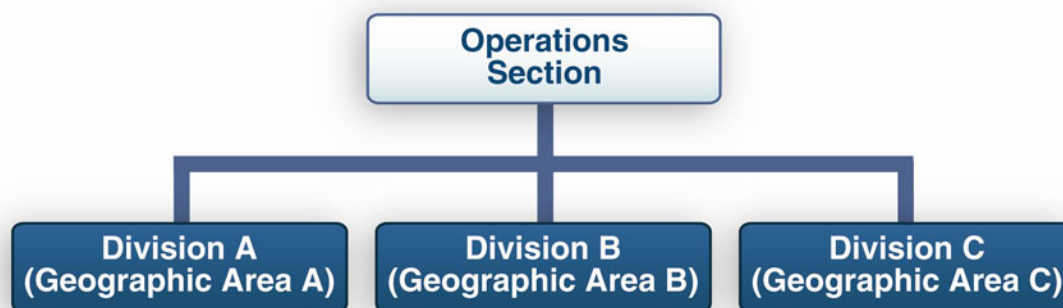 Operations
Section
Division A
(Geographic Area A)
Division B
(Geographic Area B)
Division C
(Geographic Area C)